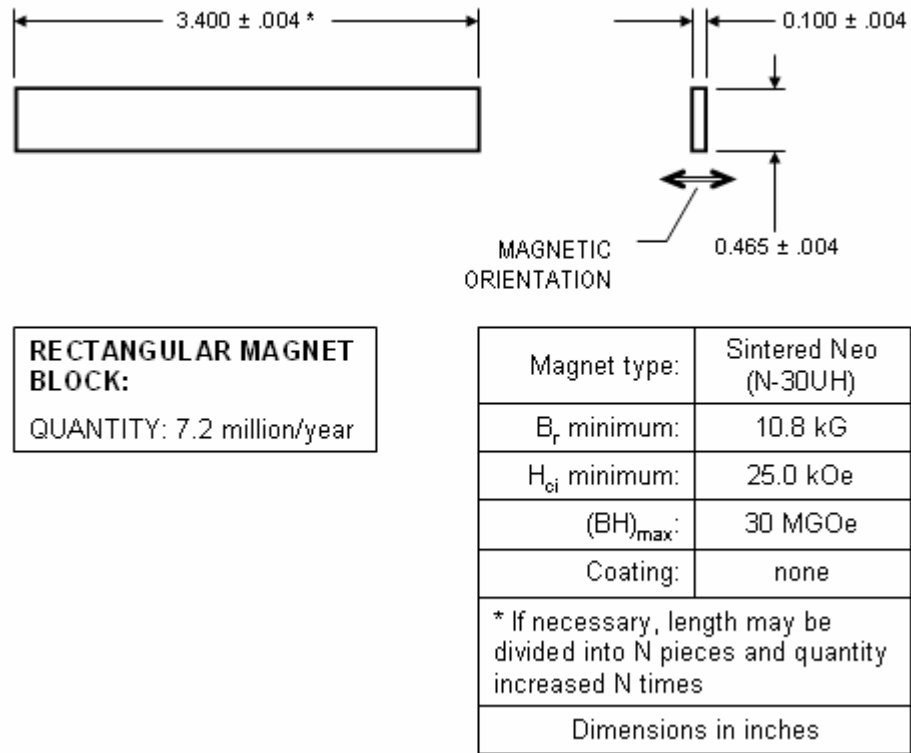 3.400 ± .004 *
0.100 ± .004
0.465 ± .004
MAGNETIC
ORIENTATION
RECTANGULAR MAGNET
BLOCK:
QUANTITY: 7.2 million/year
Magnet type: Sintered Neo
(N-30UH)
Br minimum: 10.8 kG
Hci minimum: 25.0 kOe
(BH)max: 30 MGOe
Coating: none
* If necessary, length may be
divided into N pieces and quantity
increased N times
Dimensions in inches